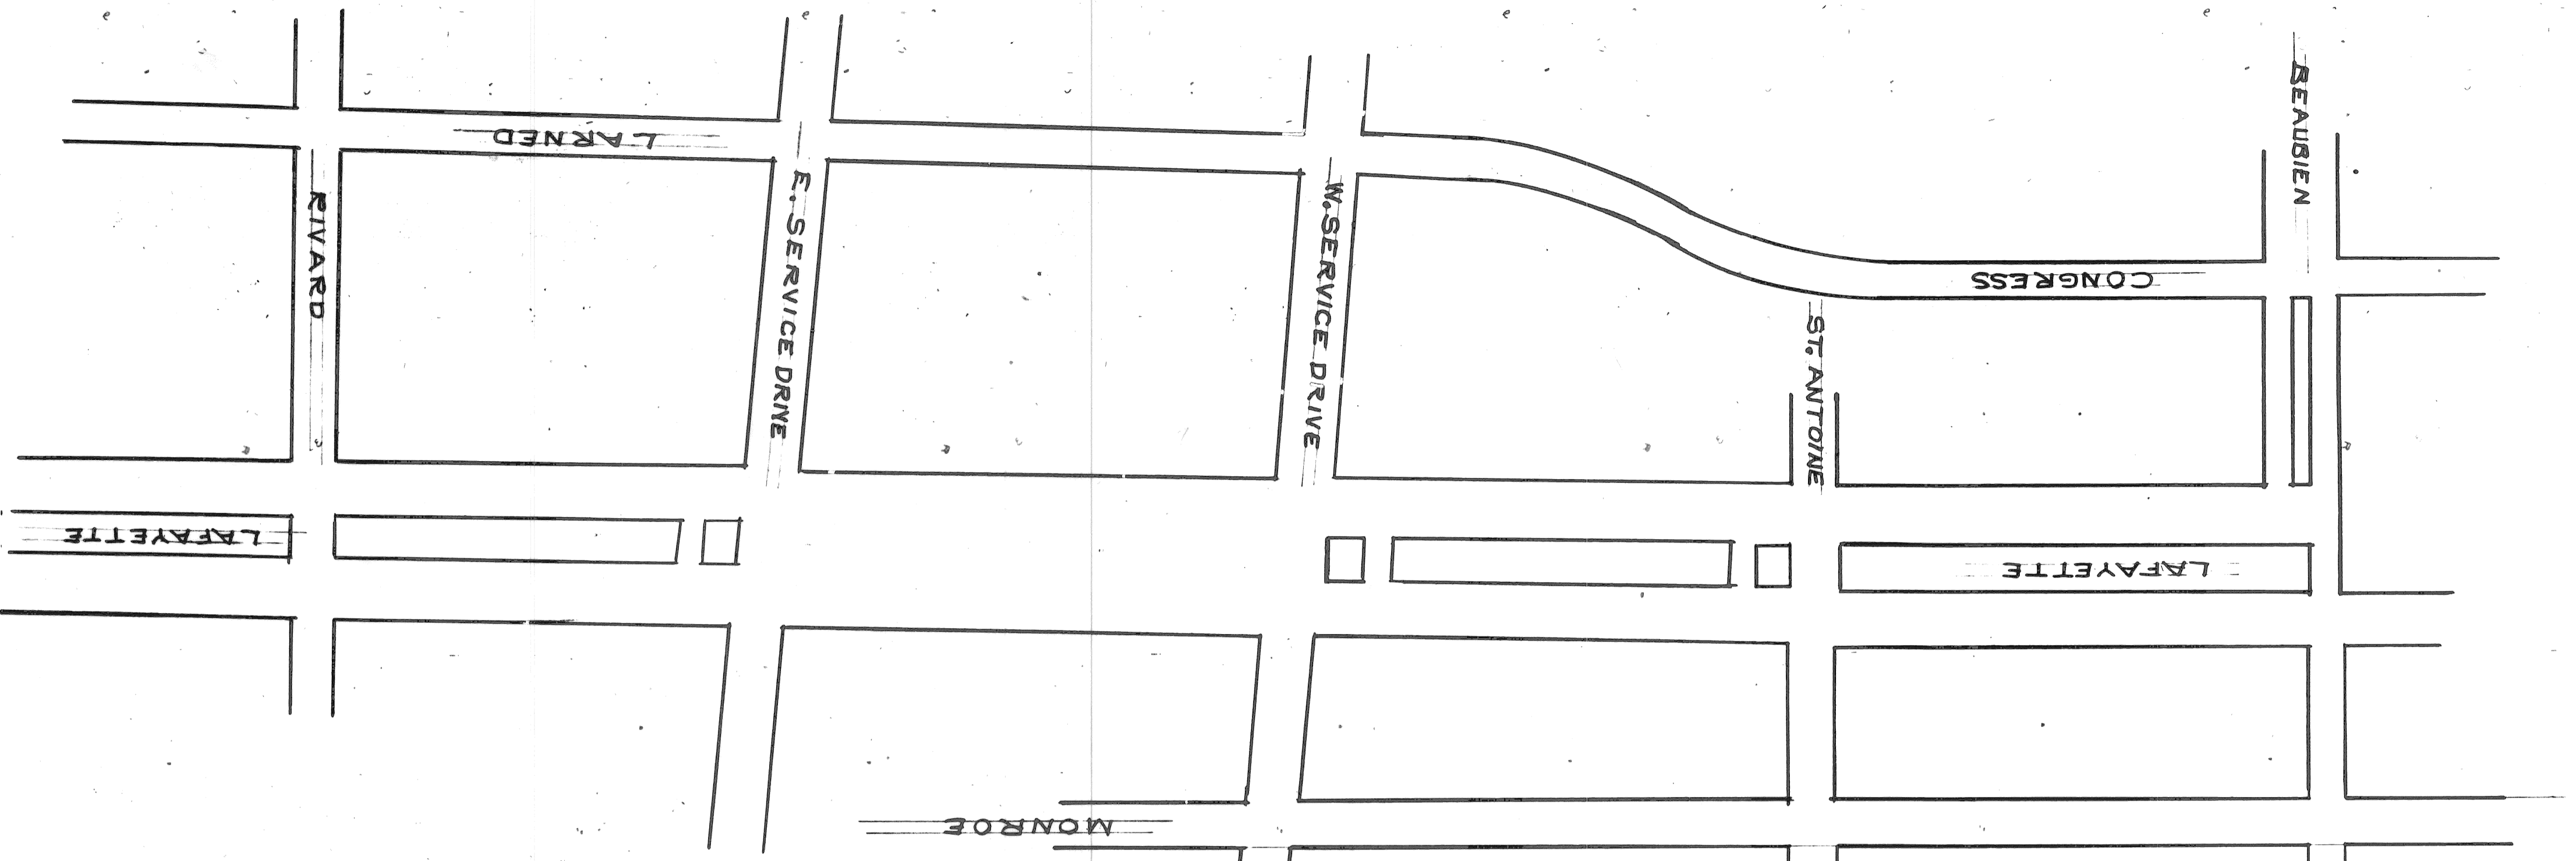 BEAUBIEN
LARNED
RIVARD
E. SERVICE DRIVE
W. SERVICE DRIVE
CONGRESS
ST. ANTOINE
LAFAYETTE
LAFAYETTE
MONROE